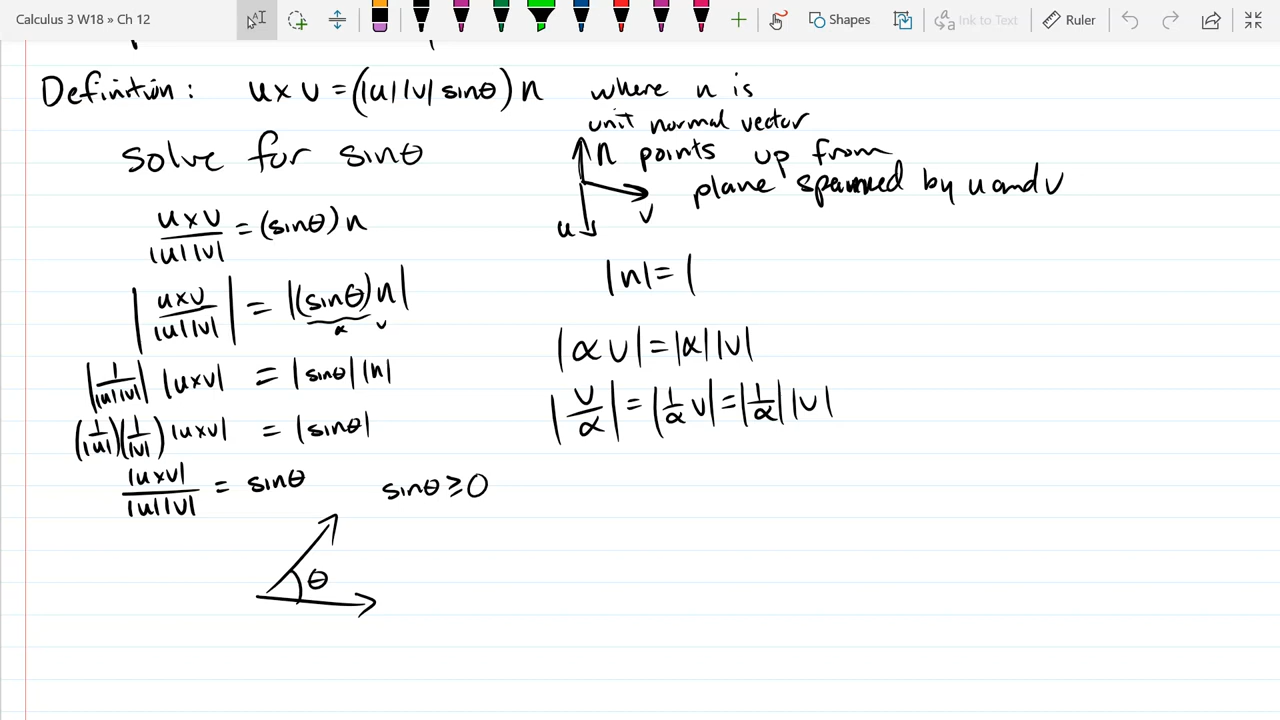 Calculus 3 W18 » Ch 12
Shapes
Ink to Text
Ruler
Definition: u×v = (|u||v| sinθ) n where n is
unit normal vector
solve for sinθ
n points up from
plane spanned by u and v
v
u
u×v / |u||v| = (sinθ) n
|n| = 1
| u×v / |u||v| | = |(sinθ) n|
α v
|αv| = |α||v|
| 1 / |u||v| | |u×v| = |sinθ| |n|
| v/α | = | 1/α v | = | 1/α | |v|
(1/|u|)(1/|v|) |u×v| = |sinθ|
|u×v| / |u||v| = sinθ sinθ ≥ 0
θ